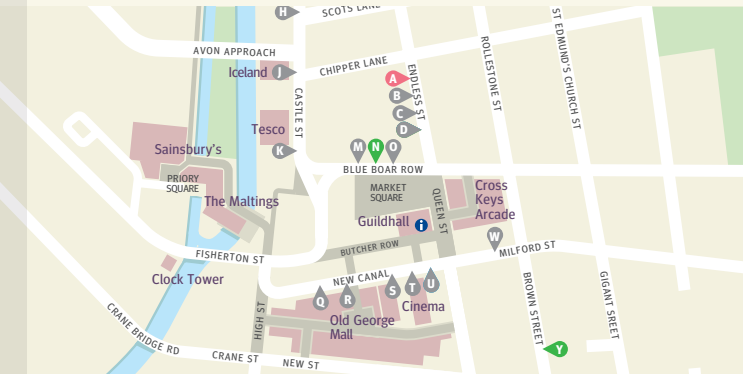 H
SCOTS LANE
ST EDMUND'S CHURCH ST
AVON APPROACH
ROLLESTONE ST
CHIPPER LANE
ENDLESS ST
Iceland
J
A
B
C
D
CASTLE ST
Tesco
K
M
N
O
Sainsbury's
BLUE BOAR ROW
PRIORY
SQUARE
MARKET
SQUARE
QUEEN ST
Cross
Keys
Arcade
The Maltings
Guildhall
i
W
MILFORD ST
BUTCHER ROW
FISHERTON ST
NEW CANAL
Clock Tower
Q
R
S
T
U
Cinema
BROWN STREET
GIGANT SREET
HIGH ST
Old George
Mall
CRANE BRIDGE RD
CRANE ST
NEW ST
Y